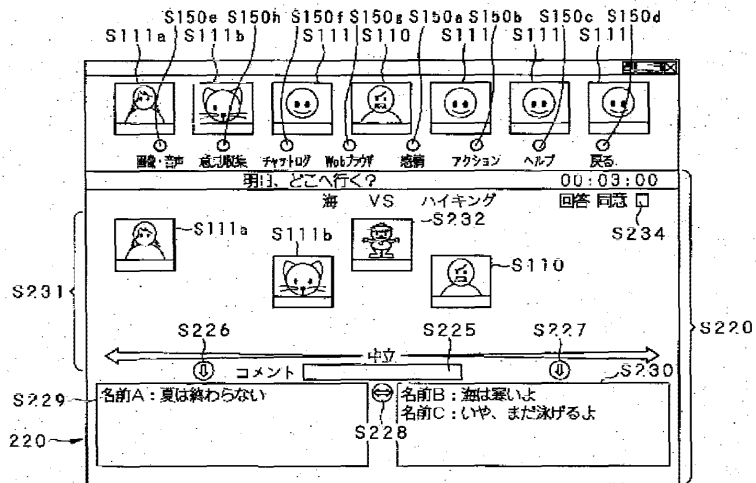 S150e S150h S150f S150g S150a S150b S150c S150d
S111a S111b S111 S110 S111 S111 S111
画像・音声 意見収集 チャットログ Webブラウザ 感情 アクション ヘルプ 戻る
明日、どこへ行く? 00:03:00
海 VS ハイキング 回答 同意
S111a S232 S234
S111b S110
S231 S220
S226 S225 S227
中立
コメント S230
S229 名前A:夏は終わらない 名前B:海は寒いよ
名前C:いや、まだ泳げるよ
220 S228